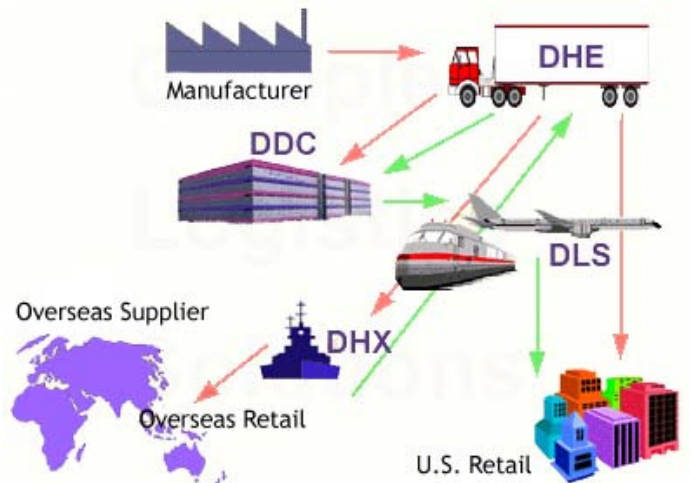 DHE
Manufacturer
DDC
DLS
Overseas Supplier
DHX
Overseas Retail
U.S. Retail